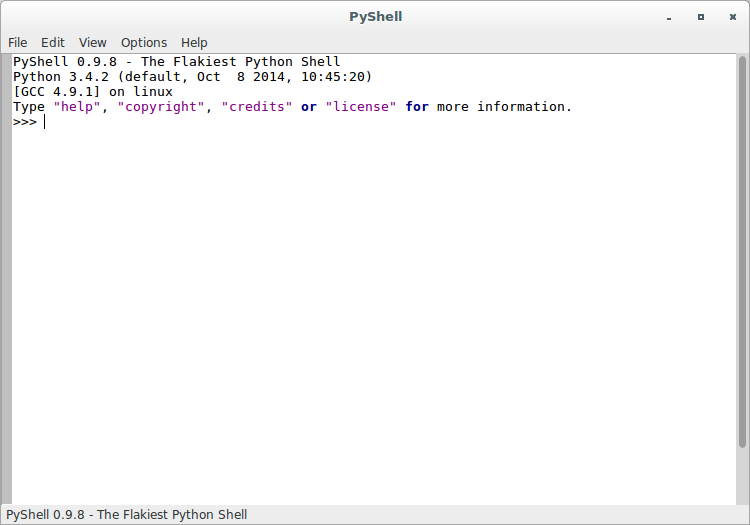 PyShell
File Edit View Options Help
PyShell 0.9.8 - The Flakiest Python Shell
Python 3.4.2 (default, Oct  8 2014, 10:45:20)
[GCC 4.9.1] on linux
Type "help", "copyright", "credits" or "license" for more information.
>>>
PyShell 0.9.8 - The Flakiest Python Shell